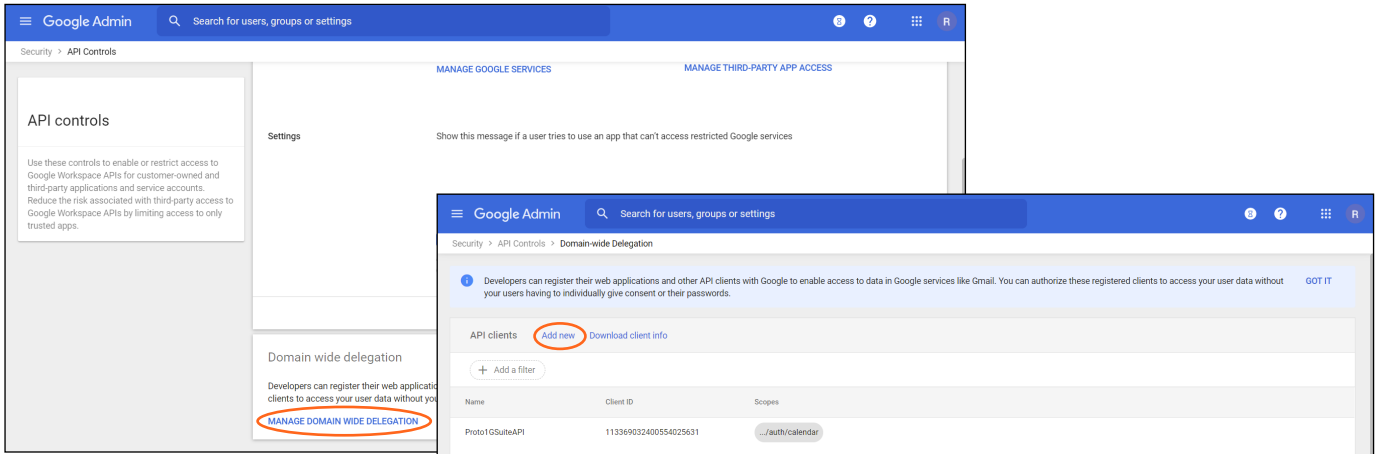 Google Admin
Search for users, groups or settings
R
Security > API Controls
API controls
Use these controls to enable or restrict access to
Google Workspace APIs for customer-owned and
third-party applications and service accounts.
Reduce the risk associated with third-party access to
Google Workspace APIs by limiting access to only
trusted apps.
MANAGE GOOGLE SERVICES
MANAGE THIRD-PARTY APP ACCESS
Settings
Show this message if a user tries to use an app that can't access restricted Google services
Domain wide delegation
Developers can register their web applicatic
clients to access your user data without you
MANAGE DOMAIN WIDE DELEGATION
Google Admin
Search for users, groups or settings
R
Security > API Controls > Domain-wide Delegation
Developers can register their web applications and other API clients with Google to enable access to data in Google services like Gmail. You can authorize these registered clients to access your user data without
your users having to individually give consent or their passwords.
GOT IT
API clients
Add new
Download client info
+ Add a filter
Name Client ID Scopes
Proto1GSuiteAPI 113369032400554025631 .../auth/calendar